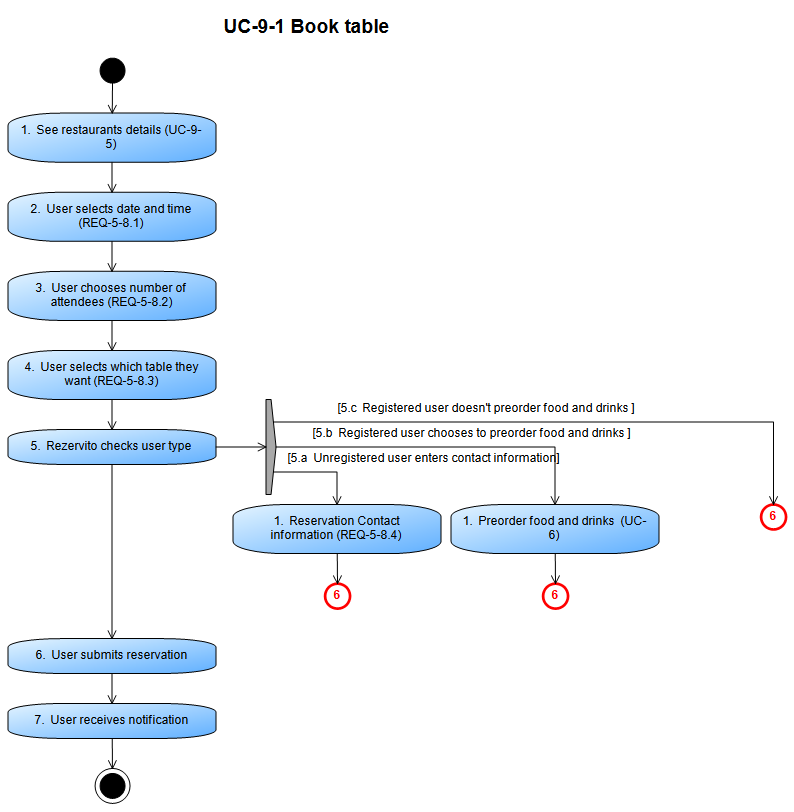 UC-9-1 Book table
1. See restaurants details (UC-9-
5)
2. User selects date and time
(REQ-5-8.1)
3. User chooses number of
attendees (REQ-5-8.2)
4. User selects which table they
want (REQ-5-8.3)
5. Rezervito checks user type
[5.c Registered user doesn't preorder food and drinks ]
[5.b Registered user chooses to preorder food and drinks ]
[5.a Unregistered user enters contact information]
1. Reservation Contact
information (REQ-5-8.4)
1. Preorder food and drinks (UC-
6)
6
6
6
6. User submits reservation
7. User receives notification